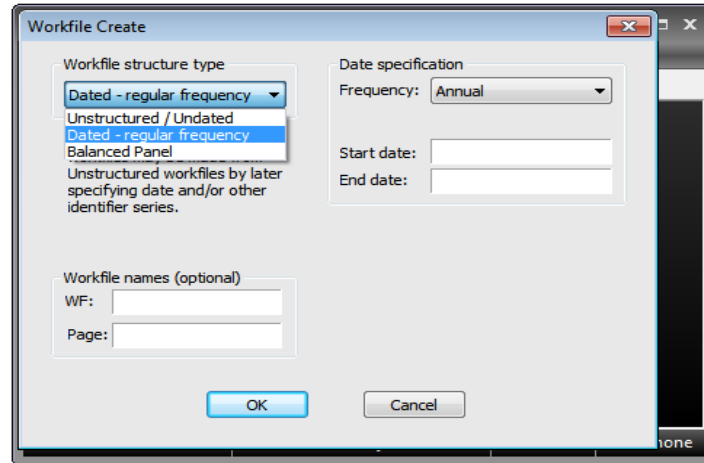 Workfile Create
Workfile structure type
Dated - regular frequency
Unstructured / Undated
Dated - regular frequency
Balanced Panel
Unstructured workfiles by later
specifying date and/or other
identifier series.
Date specification
Frequency: Annual
Start date:
End date:
Workfile names (optional)
WF:
Page:
OK Cancel